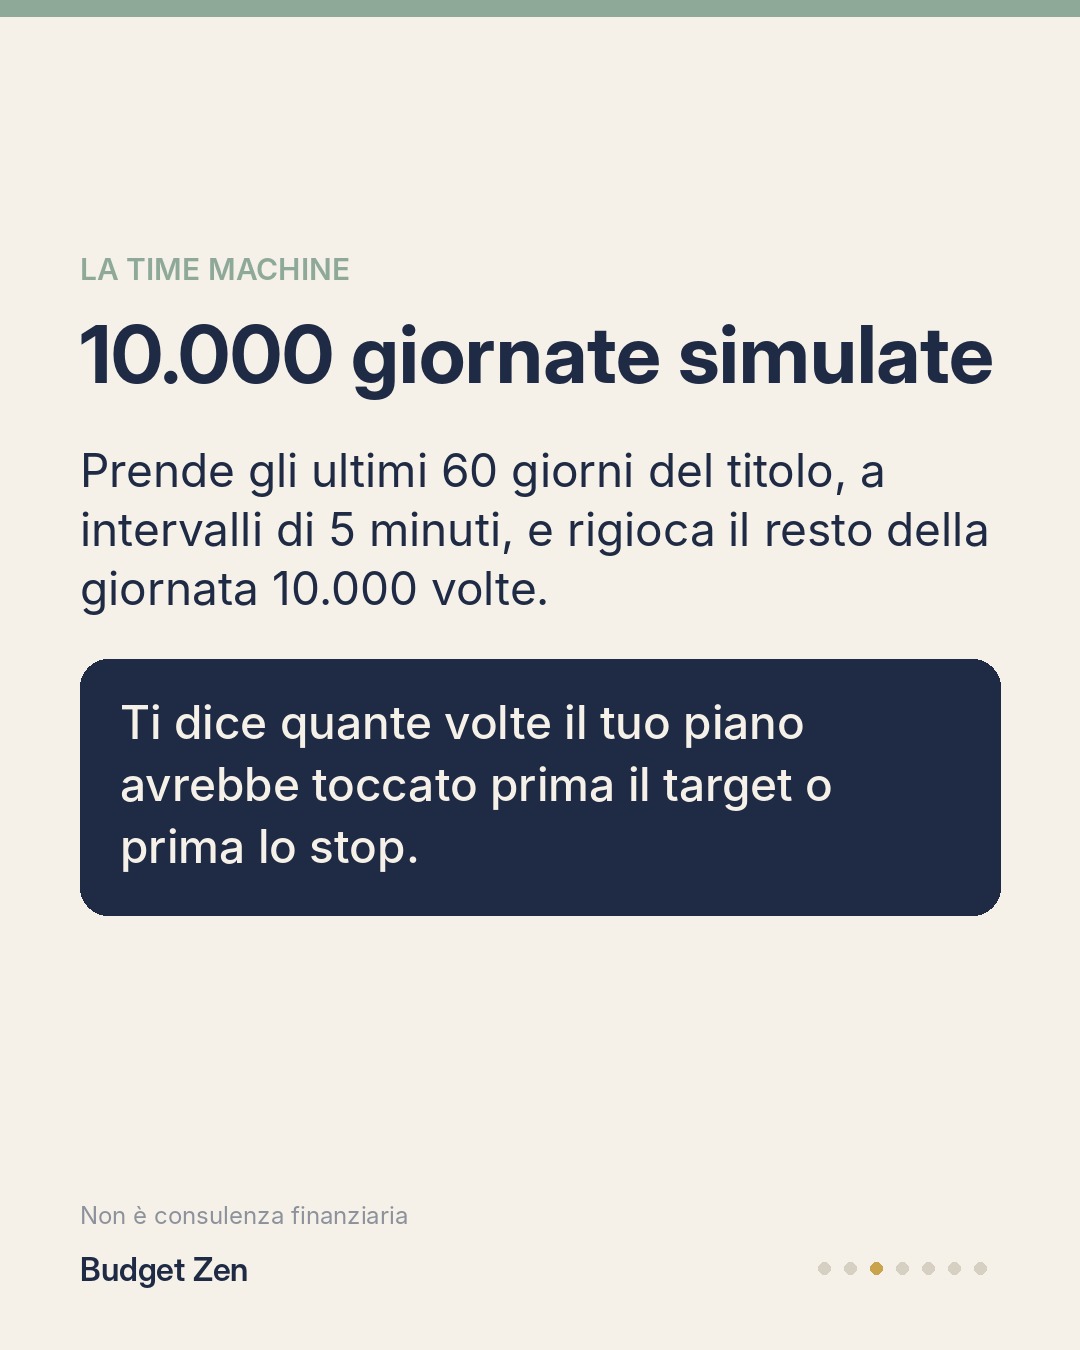 LA TIME MACHINE
10.000 giornate simulate
Prende gli ultimi 60 giorni del titolo, a
intervalli di 5 minuti, e rigioca il resto della
giornata 10.000 volte.
Ti dice quante volte il tuo piano
avrebbe toccato prima il target o
prima lo stop.
Non è consulenza finanziaria
Budget Zen